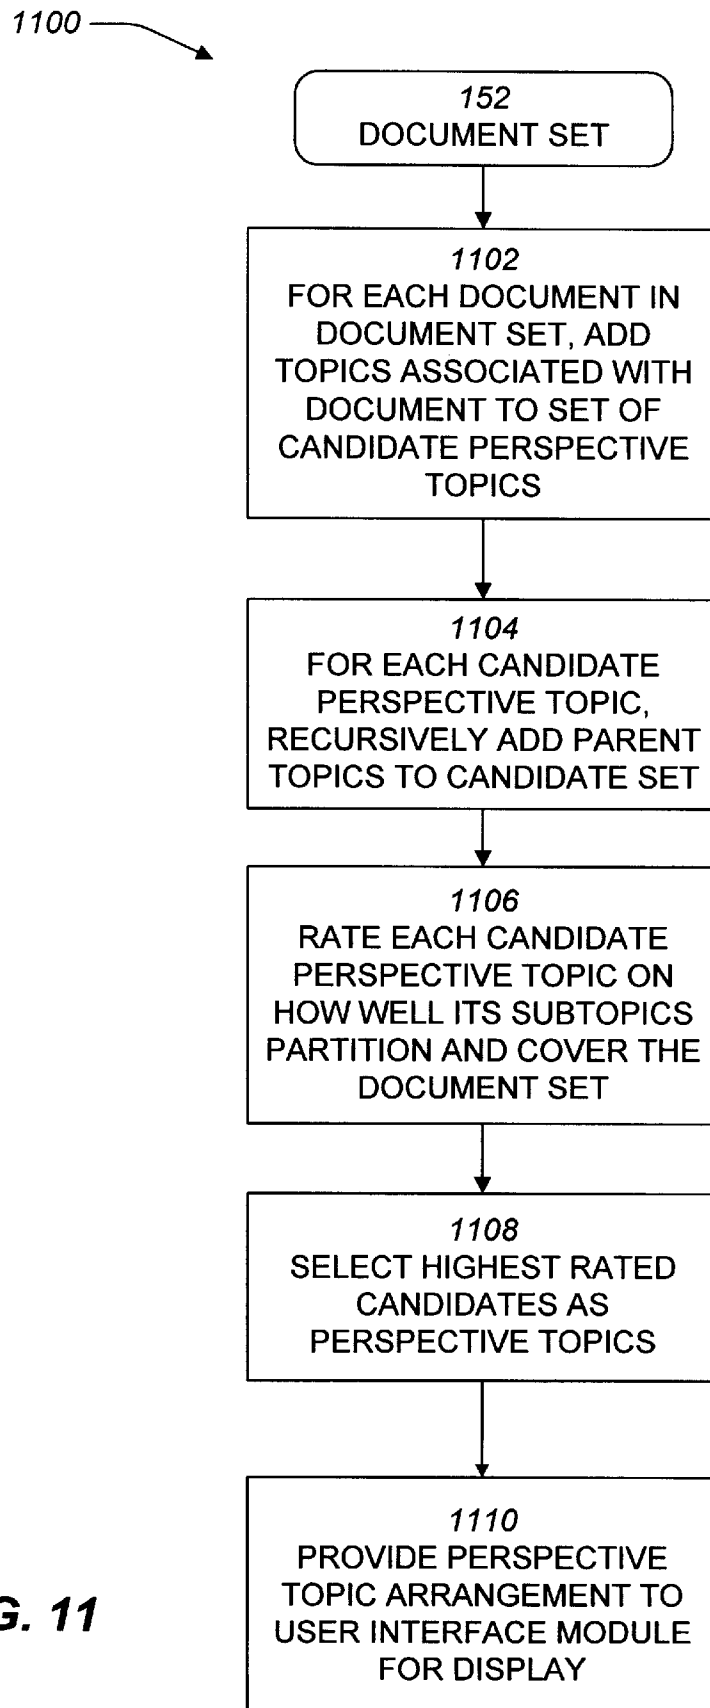 1100
152
DOCUMENT SET
1102
FOR EACH DOCUMENT IN
DOCUMENT SET, ADD
TOPICS ASSOCIATED WITH
DOCUMENT TO SET OF
CANDIDATE PERSPECTIVE
TOPICS
1104
FOR EACH CANDIDATE
PERSPECTIVE TOPIC,
RECURSIVELY ADD PARENT
TOPICS TO CANDIDATE SET
1106
RATE EACH CANDIDATE
PERSPECTIVE TOPIC ON
HOW WELL ITS SUBTOPICS
PARTITION AND COVER THE
DOCUMENT SET
1108
SELECT HIGHEST RATED
CANDIDATES AS
PERSPECTIVE TOPICS
1110
PROVIDE PERSPECTIVE
TOPIC ARRANGEMENT TO
USER INTERFACE MODULE
FOR DISPLAY
G. 11